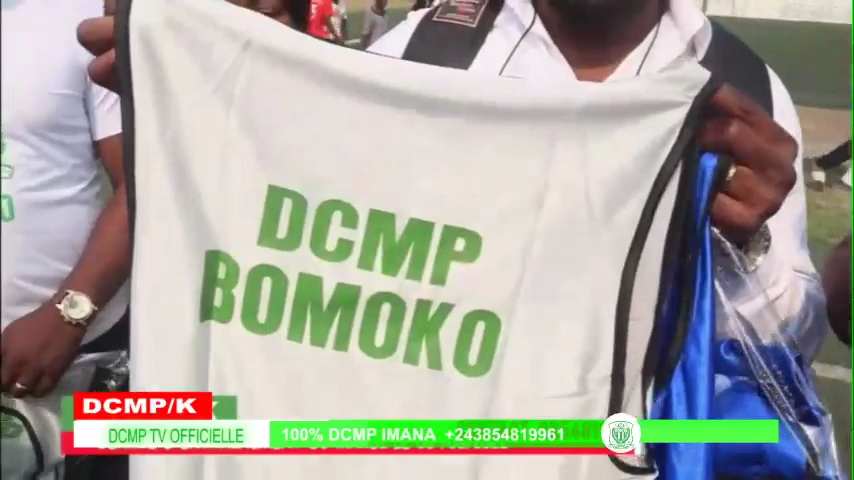 DCMP
BOMOKO
DCMP/K
DCMP TV OFFICIELLE
100% DCMP IMANA +243854819961